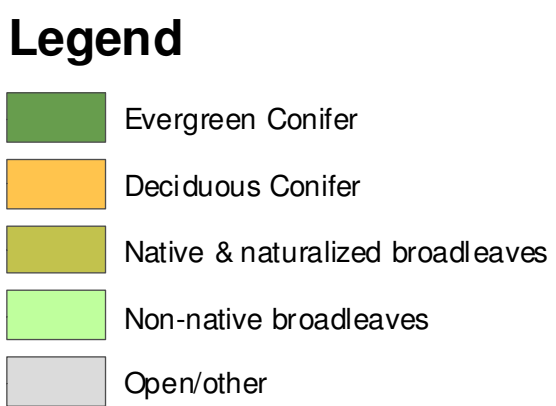 Legend
Evergreen Conifer
Deciduous Conifer
Native & naturalized broadleaves
Non-native broadleaves
Open/other